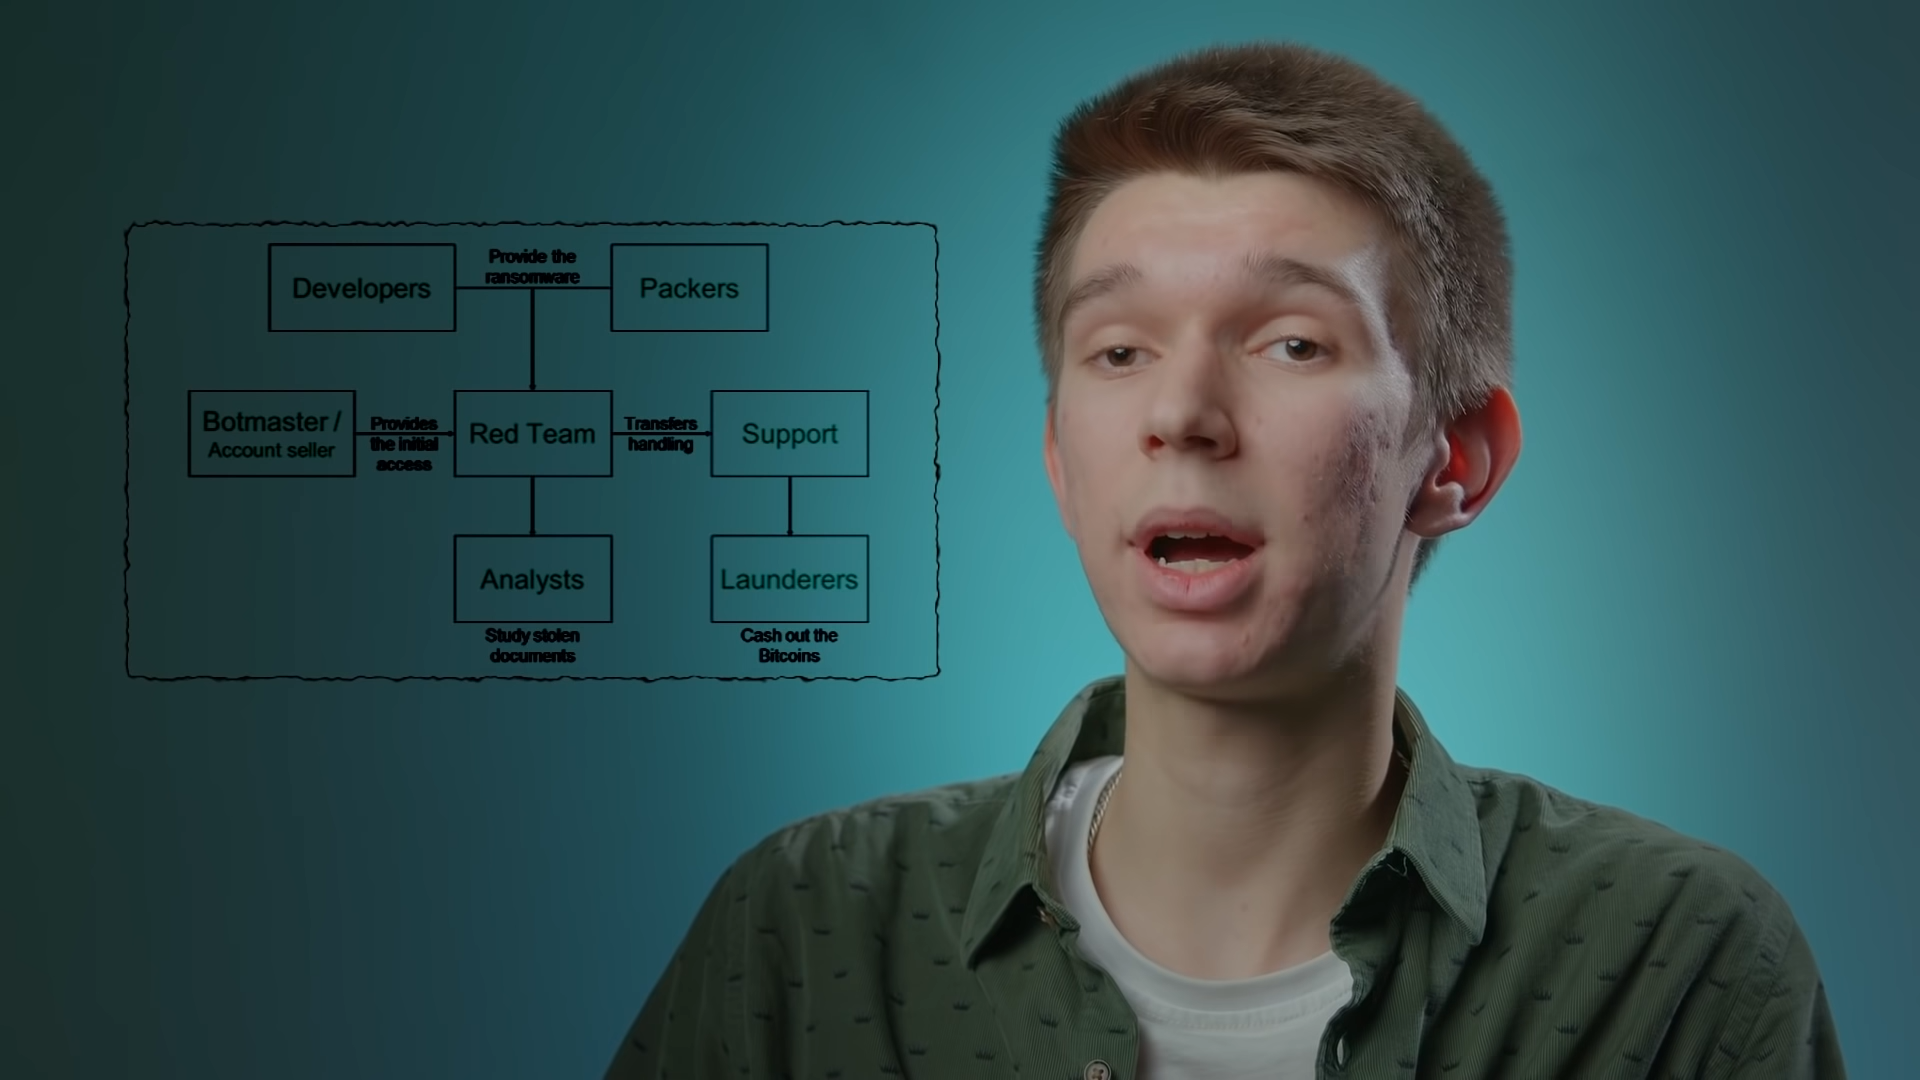 Developers
Provide the
ransomware
Packers
Botmaster /
Account seller
Provides
the initial
access
Red Team
Transfers
handling
Support
Analysts
Launderers
Study stolen
documents
Cash out the
Bitcoins